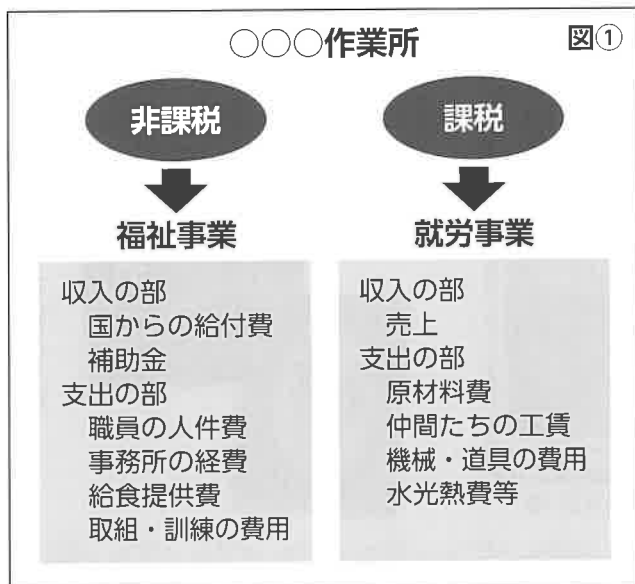 ○○○作業所
図①
非課税
福祉事業
収入の部
国からの給付費
補助金
支出の部
職員の人件費
事務所の経費
給食提供費
取組・訓練の費用
課税
就労事業
収入の部
売上
支出の部
原材料費
仲間たちの工賃
機械・道具の費用
水光熱費等